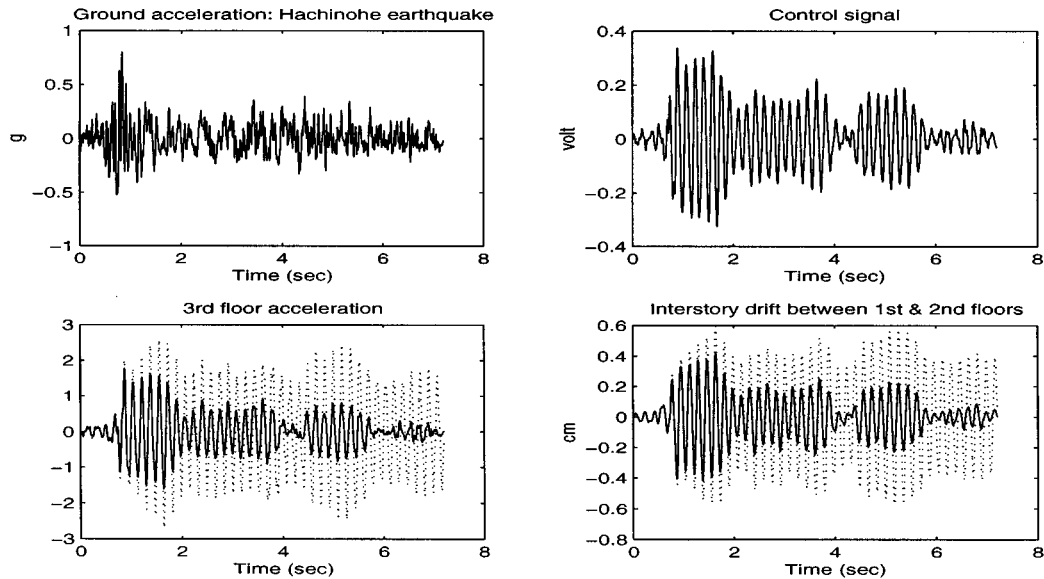 Ground acceleration: Hachinohe earthquake
1
0.5
0
−0.5
−1
g
0 2 4 6 8
Time (sec)
Control signal
0.4
0.2
0
−0.2
−0.4
volt
0 2 4 6 8
Time (sec)
3rd floor acceleration
3
2
1
0
−1
−2
−3
0 2 4 6 8
Time (sec)
Interstory drift between 1st & 2nd floors
0.6
0.4
0.2
0
−0.2
−0.4
−0.6
−0.8
cm
0 2 4 6 8
Time (sec)